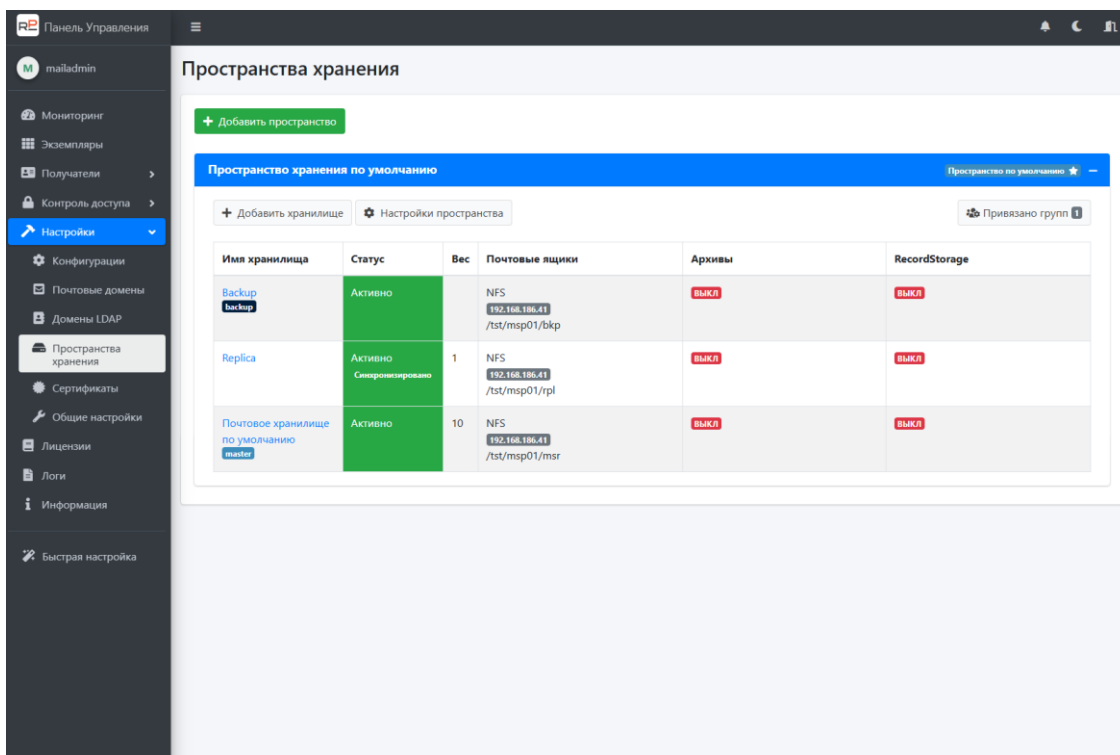 RP Панель Управления
M mailadmin
Пространства хранения
Мониторинг
Экземпляры
Получатели
Контроль доступа
Настройки
Конфигурации
Почтовые домены
Домены LDAP
Пространства
хранения
Сертификаты
Общие настройки
Лицензии
Логи
Информация
Быстрая настройка
+ Добавить пространство
Пространство хранения по умолчанию
Пространство по умолчанию
+ Добавить хранилище
Настройки пространства
Привязано групп 1
Имя хранилища Статус Вес Почтовые ящики Архивы RecordStorage
Backup Активно NFS ВЫКЛ ВЫКЛ
backup 192.168.186.41
/tst/msp01/bkp
Replica Активно 1 NFS ВЫКЛ ВЫКЛ
Синхронизировано 192.168.186.41
/tst/msp01/rpl
Почтовое хранилище Активно 10 NFS ВЫКЛ ВЫКЛ
по умолчанию 192.168.186.41
master /tst/msp01/msr